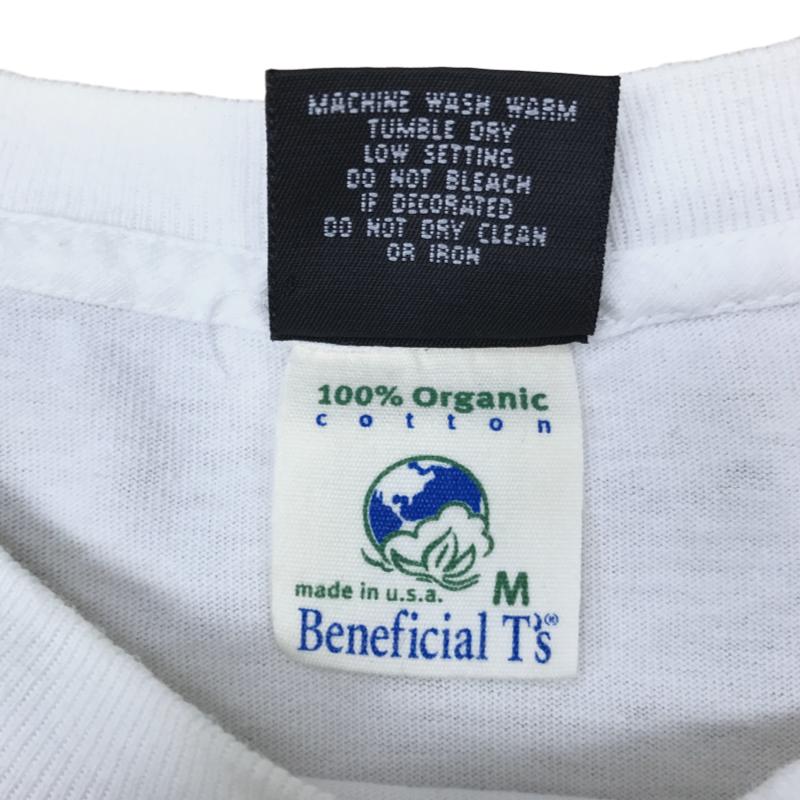 MACHINE WASH WARM
TUMBLE DRY
LOW SETTING
DO NOT BLEACH
IF DECORATED
DO NOT DRY CLEAN
OR IRON
100% Organic
cotton
made in u.s.a. M
Beneficial T's®